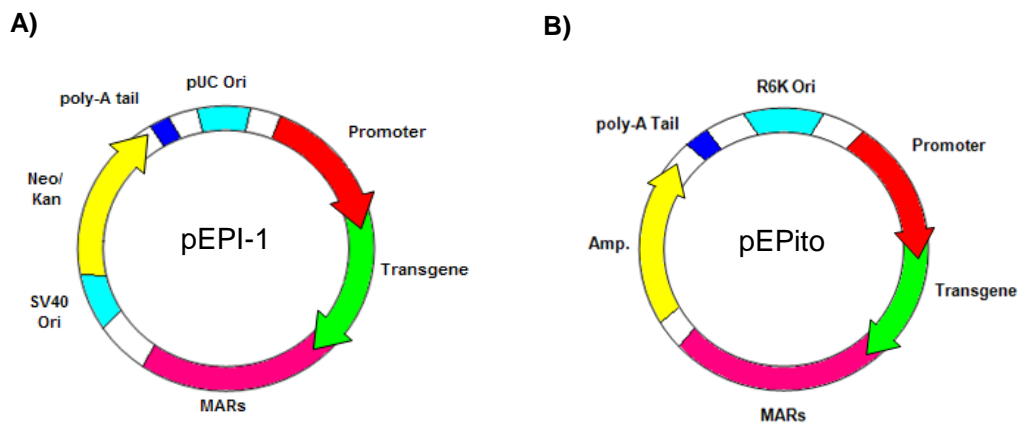 A)
pUC Ori
poly-A tail
Promoter
Neo/
Kan
pEPI-1
Transgene
SV40
Ori
MARs
B)
R6K Ori
poly-A Tail
Promoter
Amp.
pEPito
Transgene
MARs